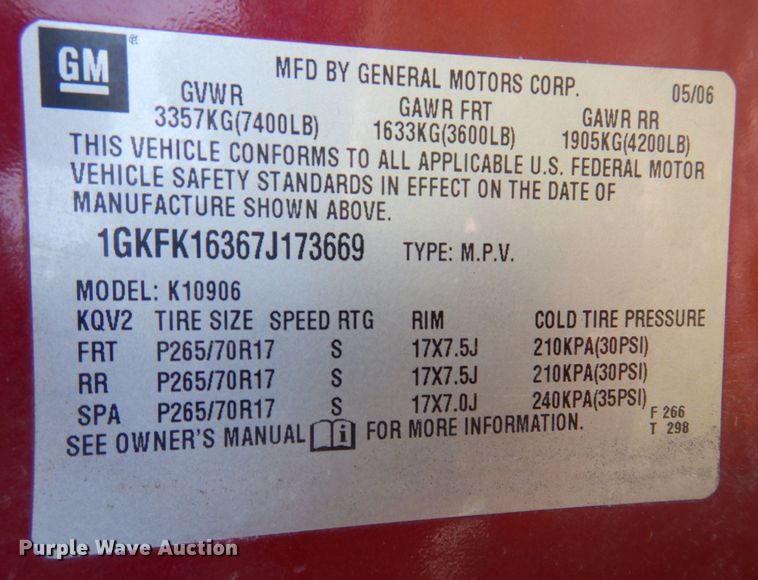 GM ®
MFD BY GENERAL MOTORS CORP. 05/06
GVWR GAWR FRT GAWR RR
3357KG(7400LB) 1633KG(3600LB) 1905KG(4200LB)
THIS VEHICLE CONFORMS TO ALL APPLICABLE U.S. FEDERAL MOTOR
VEHICLE SAFETY STANDARDS IN EFFECT ON THE DATE OF
MANUFACTURE SHOWN ABOVE.
1GKFK16367J173669 TYPE: M.P.V.
MODEL: K10906
KQV2 TIRE SIZE SPEED RTG RIM COLD TIRE PRESSURE
FRT P265/70R17 S 17X7.5J 210KPA(30PSI)
RR P265/70R17 S 17X7.5J 210KPA(30PSI)
SPA P265/70R17 S 17X7.0J 240KPA(35PSI) F 266
SEE OWNER'S MANUAL i FOR MORE INFORMATION. T 298
Purple Wave Auction